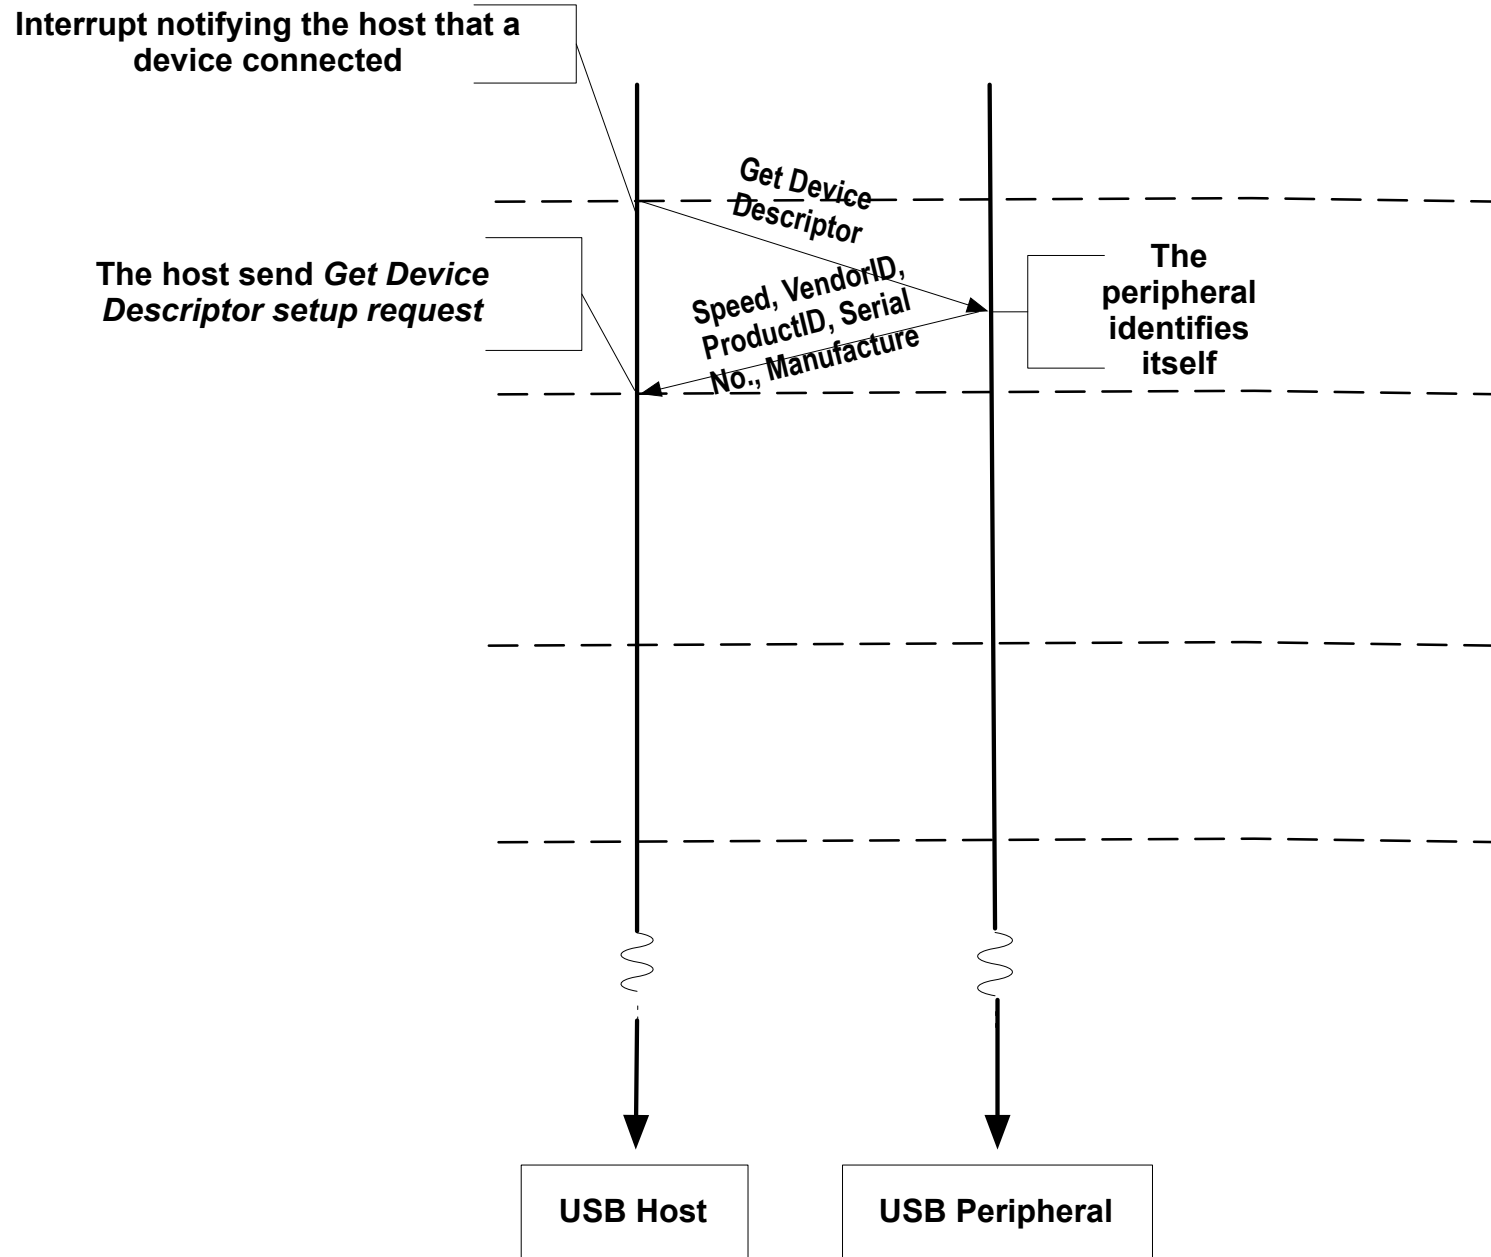 Interrupt notifying the host that a
device connected
Get Device
Descriptor
The host send Get Device
Descriptor setup request
Speed, VendorID,
ProductID, Serial
No., Manufacture
The
peripheral
identifies
itself
USB Host
USB Peripheral